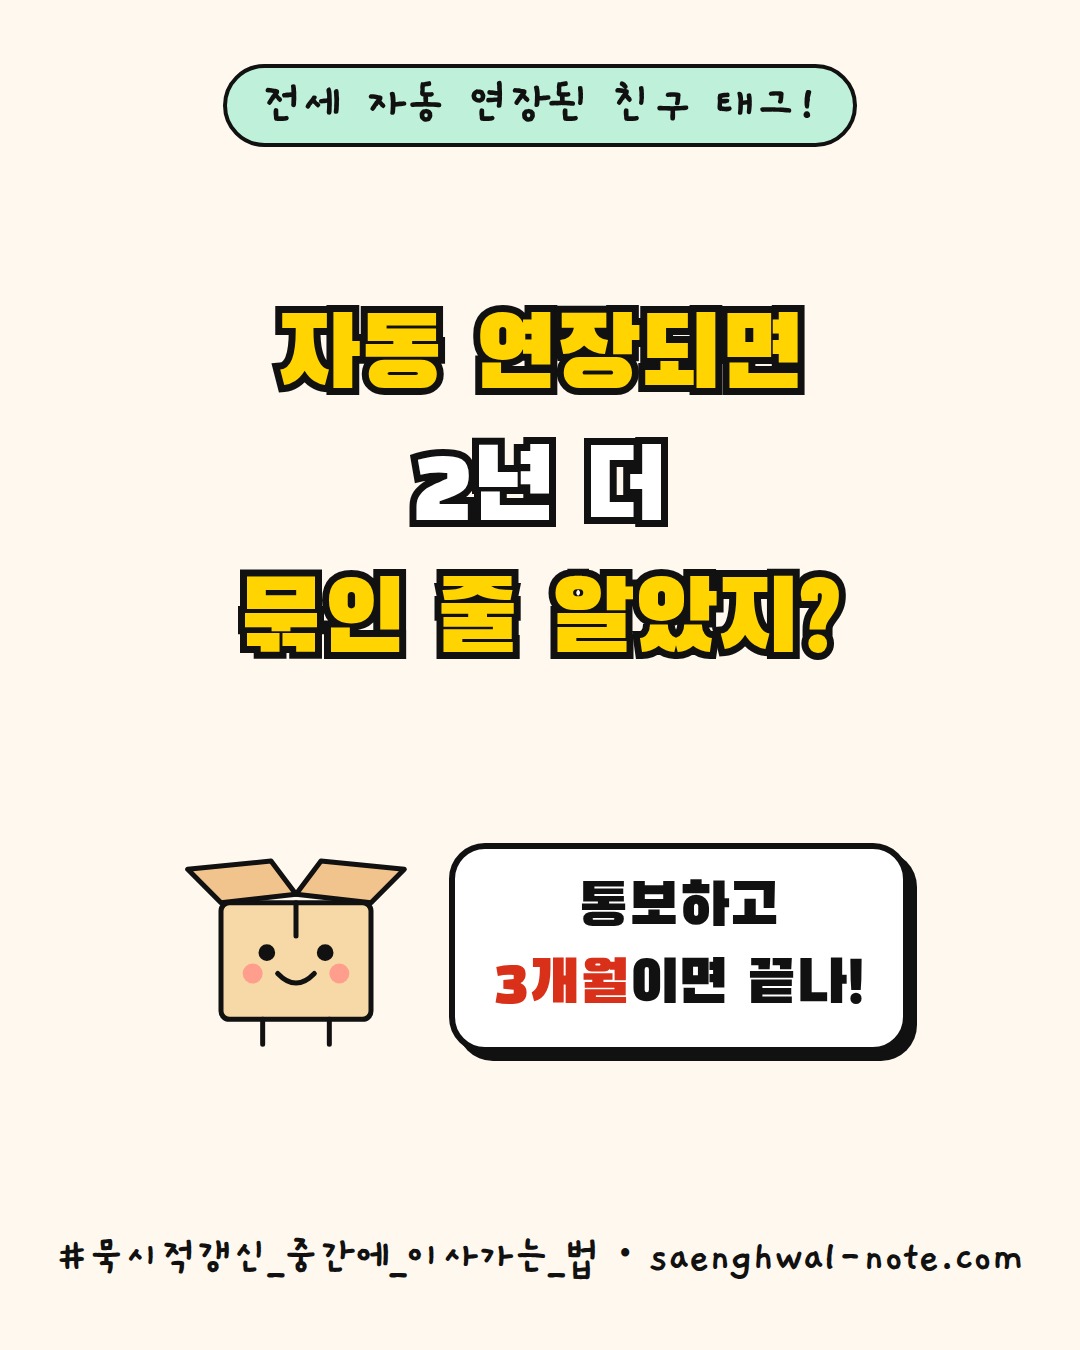 전세 자동 연장된 친구 태그!
자동 연장되면
2년 더
묶인 줄 알았지?
통보하고
3개월이면 끝나!
#묵시적갱신_중간에_이사가는_법 • saenghwal-note.com